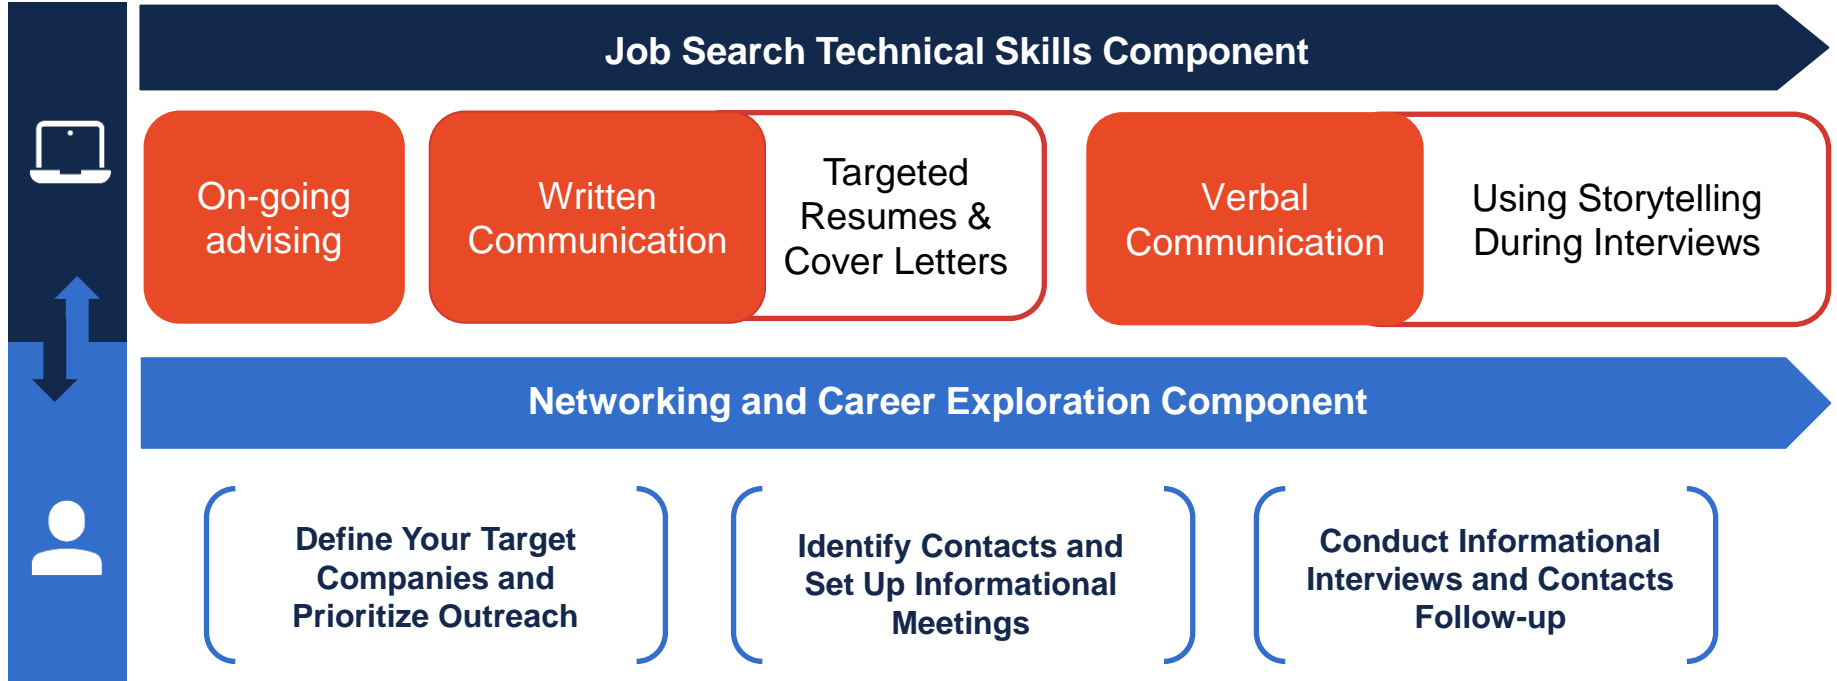 Job Search Technical Skills Component
On-going
advising
Written
Communication
Targeted
Resumes &
Cover Letters
Verbal
Communication
Using Storytelling
During Interviews
Networking and Career Exploration Component
Define Your Target
Companies and
Prioritize Outreach
Identify Contacts and
Set Up Informational
Meetings
Conduct Informational
Interviews and Contacts
Follow-up